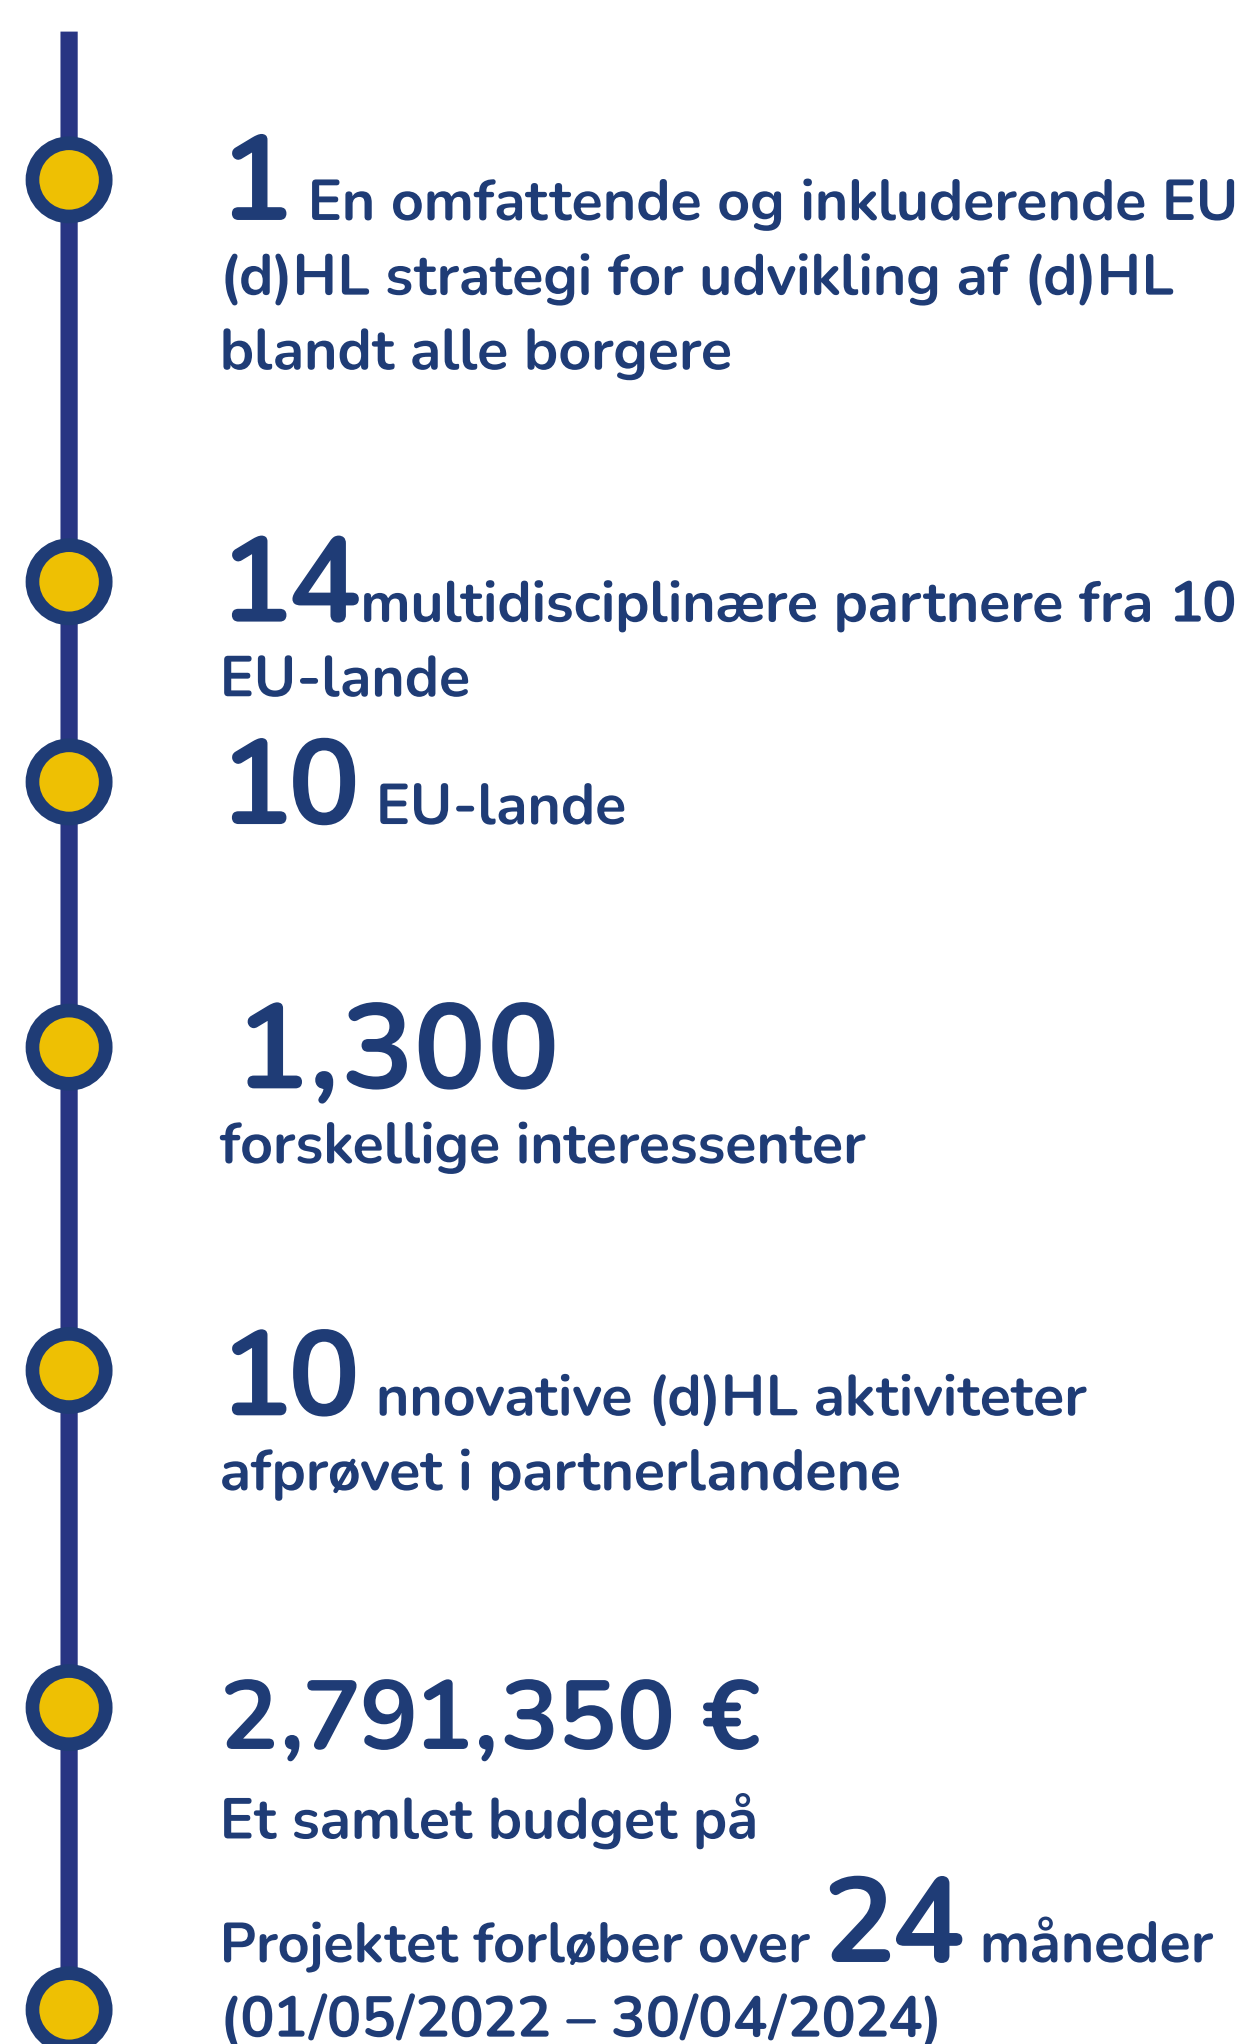 1 En omfattende og inkluderende EU
(d)HL strategi for udvikling af (d)HL
blandt alle borgere
14multidisciplinære partnere fra 10
EU-lande
10 EU-lande
1,300
forskellige interessenter
10 nnovative (d)HL aktiviteter
afprøvet i partnerlandene
2,791,350 €
Et samlet budget på
Projektet forløber over 24 måneder
(01/05/2022 – 30/04/2024)